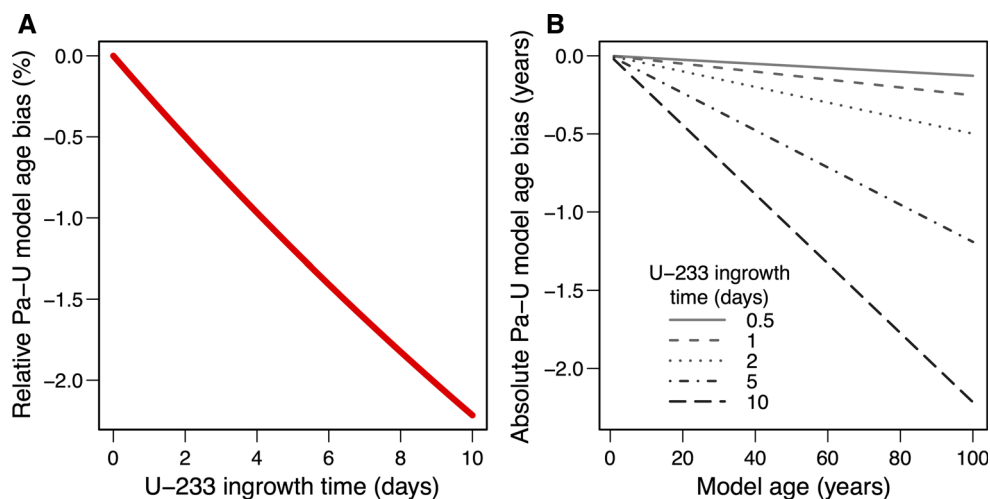 A
Relative Pa–U model age bias (%)
0.0
−0.5
−1.0
−1.5
−2.0
0 2 4 6 8 10
U−233 ingrowth time (days)
B
Absolute Pa–U model age bias (years)
0.0
−0.5
−1.0
−1.5
−2.0
U−233 ingrowth
time (days)
0.5
1
2
5
10
0 20 40 60 80 100
Model age (years)